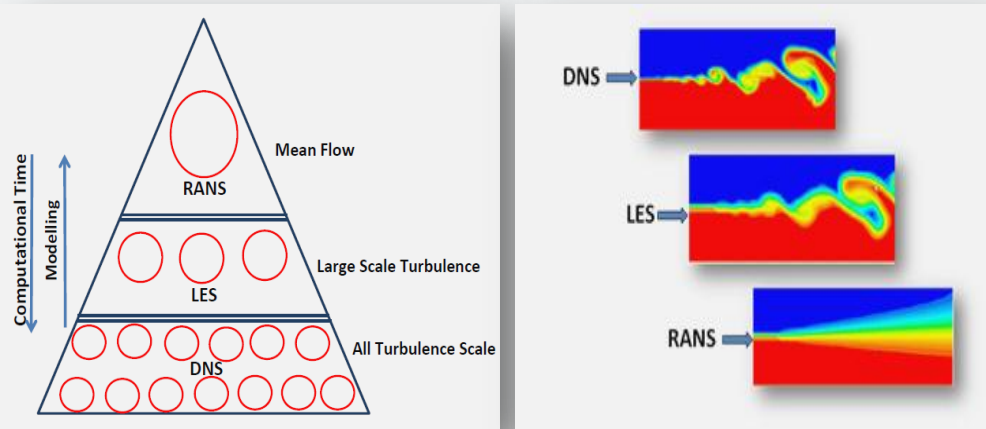 Computational Time
Modelling
Mean Flow
RANS
Large Scale Turbulence
LES
All Turbulence Scale
DNS
DNS
LES
RANS